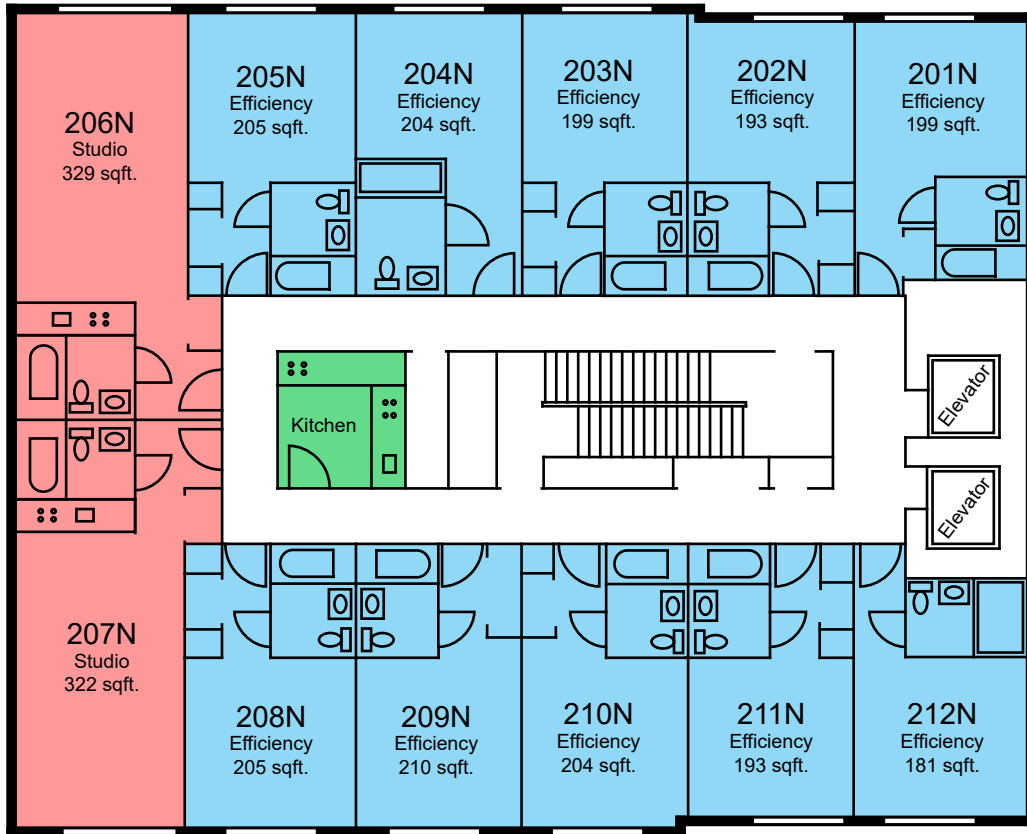 206N
Studio
329 sqft.
205N
Efficiency
205 sqft.
204N
Efficiency
204 sqft.
203N
Efficiency
199 sqft.
202N
Efficiency
193 sqft.
201N
Efficiency
199 sqft.
Kitchen
Elevator
Elevator
207N
Studio
322 sqft.
208N
Efficiency
205 sqft.
209N
Efficiency
210 sqft.
210N
Efficiency
204 sqft.
211N
Efficiency
193 sqft.
212N
Efficiency
181 sqft.